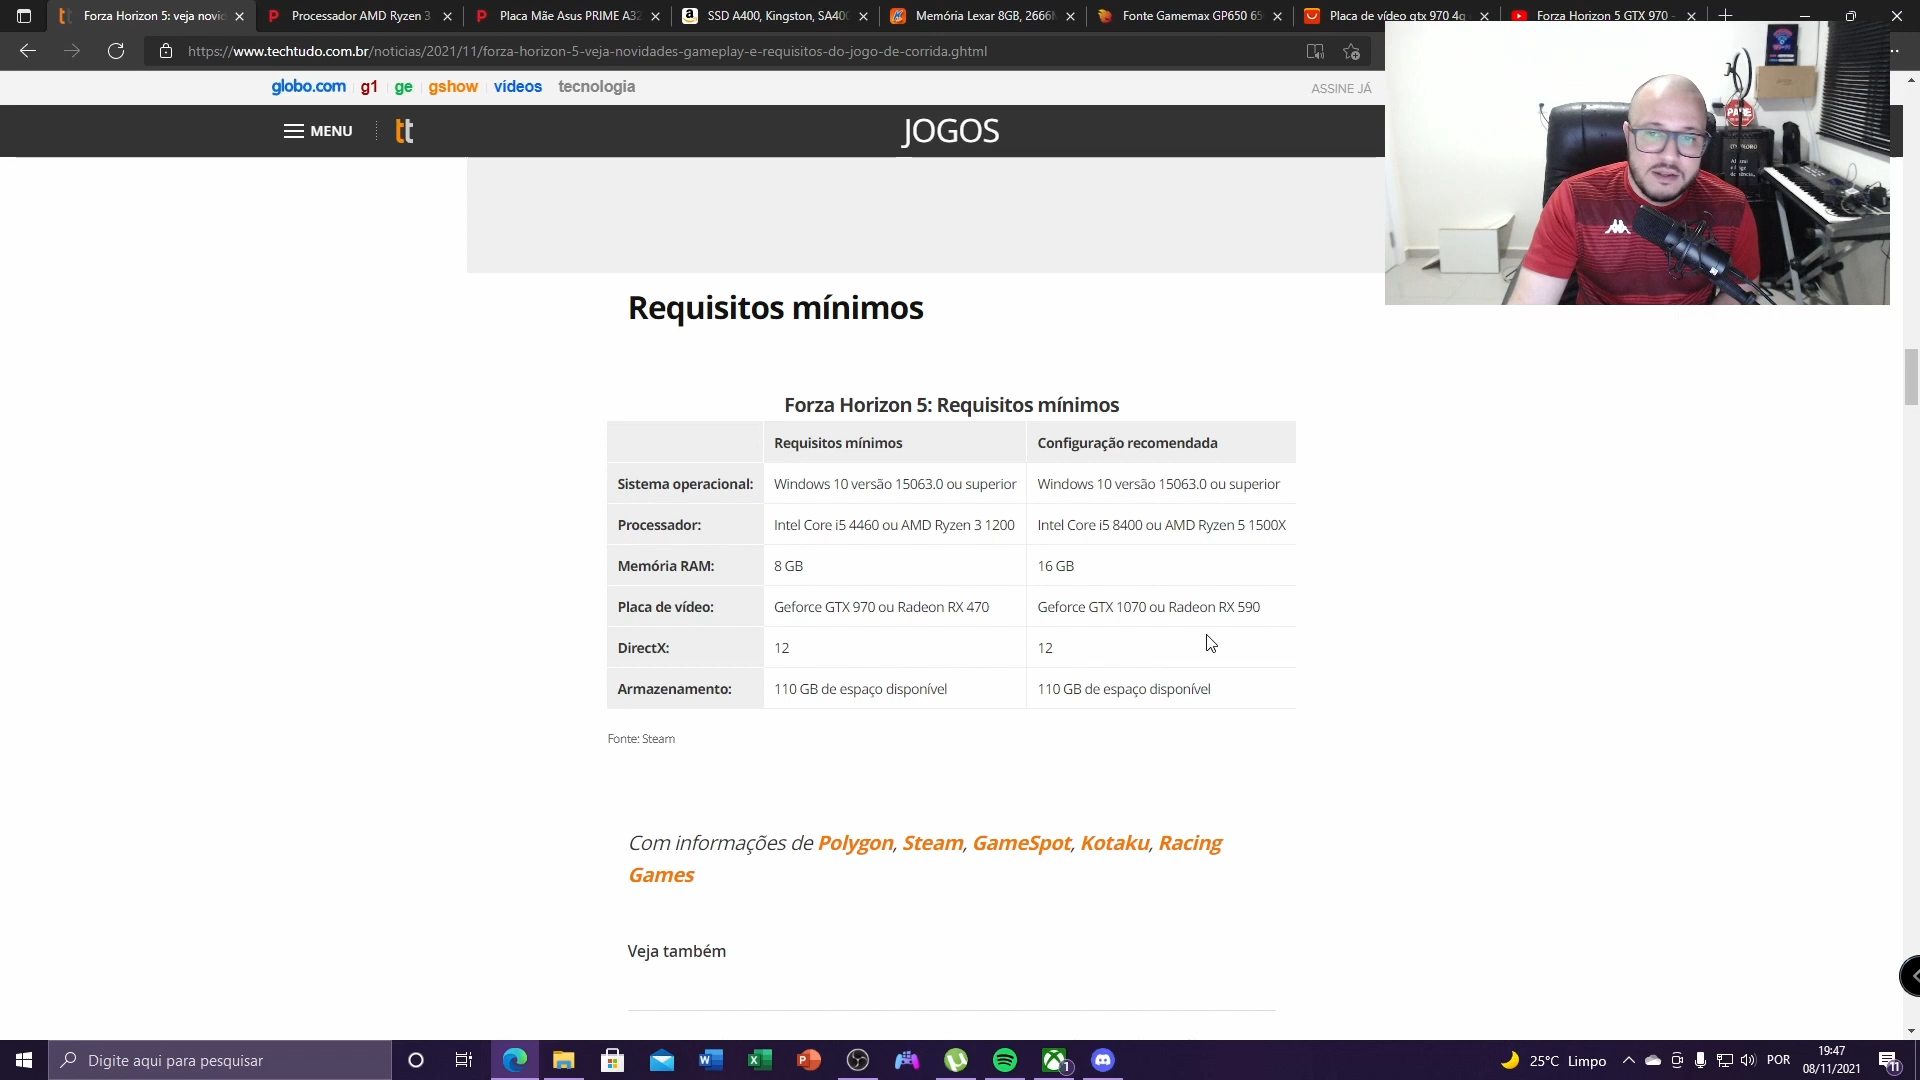 Forza Horizon 5: veja novid
Processador AMD Ryzen 3
Placa Mãe Asus PRIME A32
SSD A400, Kingston, SA400
Memória Lexar 8GB, 2666M
Fonte Gamemax GP650 65
Placa de vídeo gtx 970 4g
Forza Horizon 5 GTX 970 -
https://www.techtudo.com.br/noticias/2021/11/forza-horizon-5-veja-novidades-gameplay-e-requisitos-do-jogo-de-corrida.ghtml
globo.com g1 ge gshow vídeos tecnologia ASSINE JÁ
MENU tt JOGOS
PARE
Requisitos mínimos
Forza Horizon 5: Requisitos mínimos
Requisitos mínimos Configuração recomendada
Sistema operacional: Windows 10 versão 15063.0 ou superior Windows 10 versão 15063.0 ou superior
Processador: Intel Core i5 4460 ou AMD Ryzen 3 1200 Intel Core i5 8400 ou AMD Ryzen 5 1500X
Memória RAM: 8 GB 16 GB
Placa de vídeo: Geforce GTX 970 ou Radeon RX 470 Geforce GTX 1070 ou Radeon RX 590
DirectX: 12 12
Armazenamento: 110 GB de espaço disponível 110 GB de espaço disponível
Fonte: Steam
Com informações de Polygon, Steam, GameSpot, Kotaku, Racing
Games
Veja também
Digite aqui para pesquisar
1
25°C Limpo
POR
19:47
08/11/2021
11